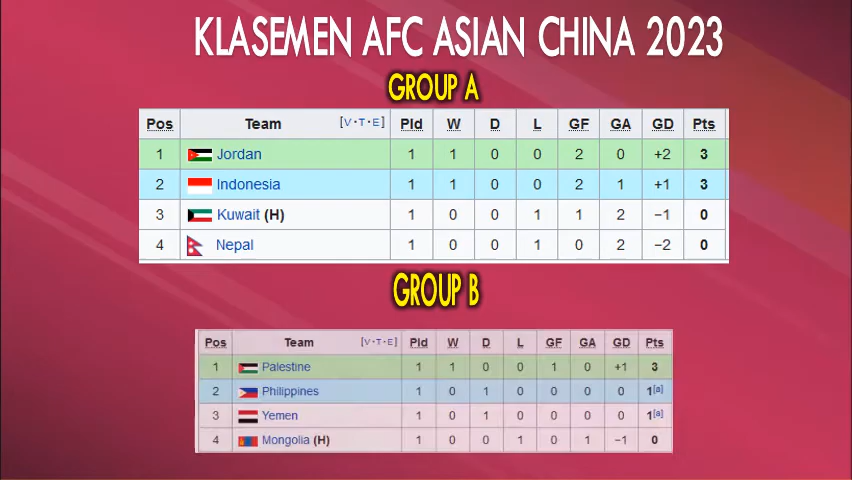 KLASEMEN AFC ASIAN CHINA 2023
GROUP A
Pos Team [V·T·E] Pld W D L GF GA GD Pts
1 Jordan 1 1 0 0 2 0 +2 3
2 Indonesia 1 1 0 0 2 1 +1 3
3 Kuwait (H) 1 0 0 1 1 2 −1 0
4 Nepal 1 0 0 1 0 2 −2 0
GROUP B
Pos Team [V·T·E] Pld W D L GF GA GD Pts
1 Palestine 1 1 0 0 1 0 +1 3
2 Philippines 1 0 1 0 0 0 0 1[a]
3 Yemen 1 0 1 0 0 0 0 1[a]
4 Mongolia (H) 1 0 0 1 0 1 −1 0